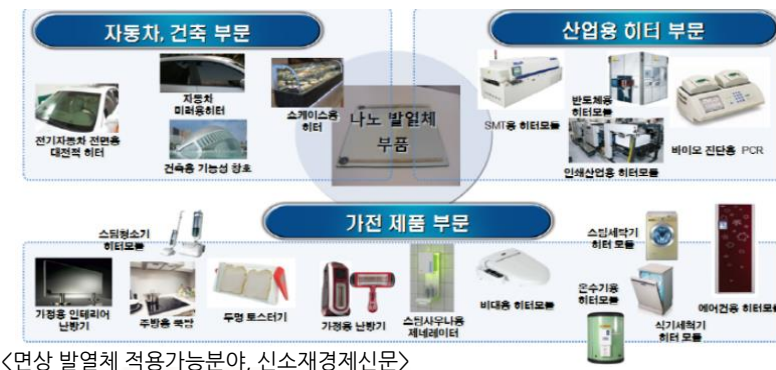 자동차, 건축 부문
전기자동차 전면용
대전적 히터
자동차
미러용히터
건축용 기능성 창호
쇼케이스용
히터
나노 발열체
부품
산업용 히터 부문
SMT용 히터모듈
반도체용
히터모듈
인쇄산업용 히터모듈
바이오 진단용 PCR
가전 제품 부문
스팀청소기
히터모듈
가정용 인테리어
난방기
주방용 쿡탑
투명 토스터기
가정용 난방기
스팀사우나용
제네레이터
비대용 히터모듈
온수기용
히터모듈
스팀세탁기
히터 모듈
식기세척기
히터 모듈
에어컨용 히터모듈
<면상 발열체 적용가능분야, 신소재경제신문>